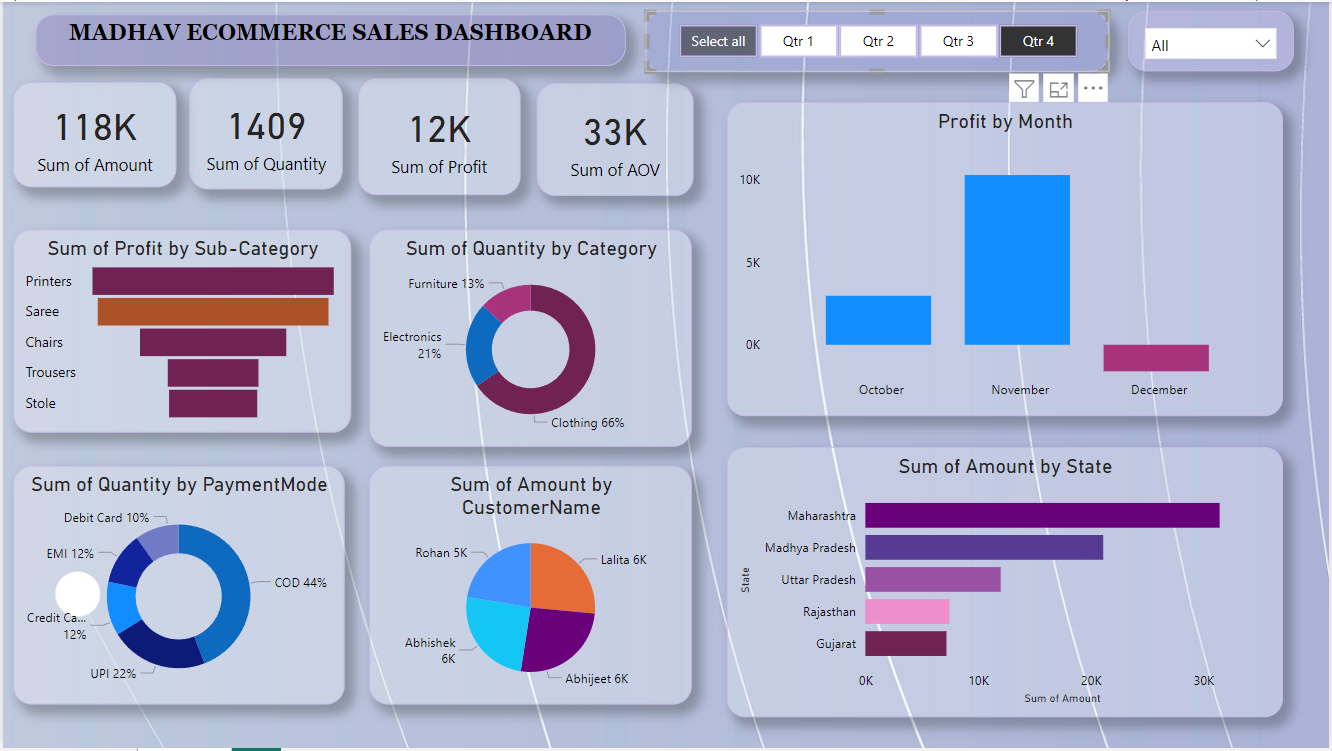 MADHAV ECOMMERCE SALES DASHBOARD
Select all
Qtr 1
Qtr 2
Qtr 3
Qtr 4
All
118K
Sum of Amount
1409
Sum of Quantity
12K
Sum of Profit
33K
Sum of AOV
Profit by Month
10K
5K
0K
October
November
December
Sum of Profit by Sub-Category
Printers
Saree
Chairs
Trousers
Stole
Sum of Quantity by Category
Furniture 13%
Electronics
21%
Clothing 66%
Sum of Quantity by PaymentMode
Debit Card 10%
EMI 12%
COD 44%
Credit Ca...
12%
UPI 22%
Sum of Amount by
CustomerName
Rohan 5K
Lalita 6K
Abhishek
6K
Abhijeet 6K
Sum of Amount by State
State
Maharashtra
Madhya Pradesh
Uttar Pradesh
Rajasthan
Gujarat
0K
10K
20K
30K
Sum of Amount